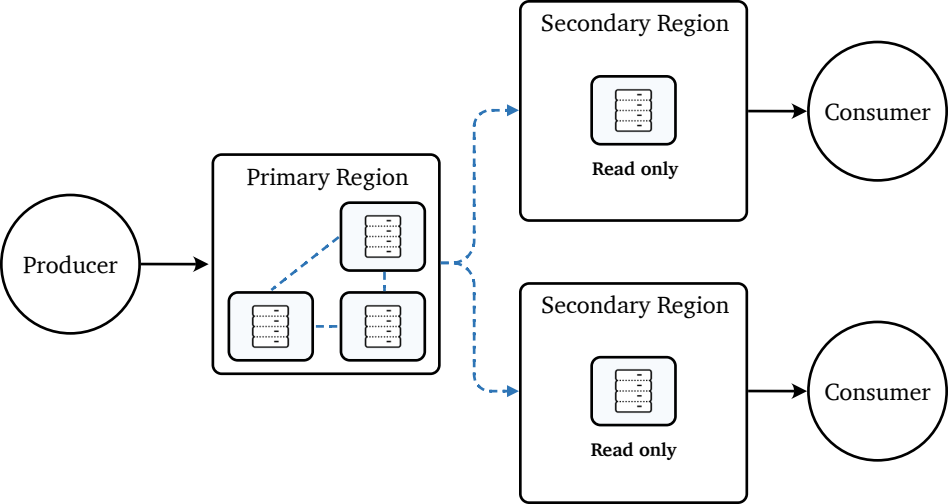 Producer
Primary Region
Secondary Region
Read only
Consumer
Secondary Region
Read only
Consumer